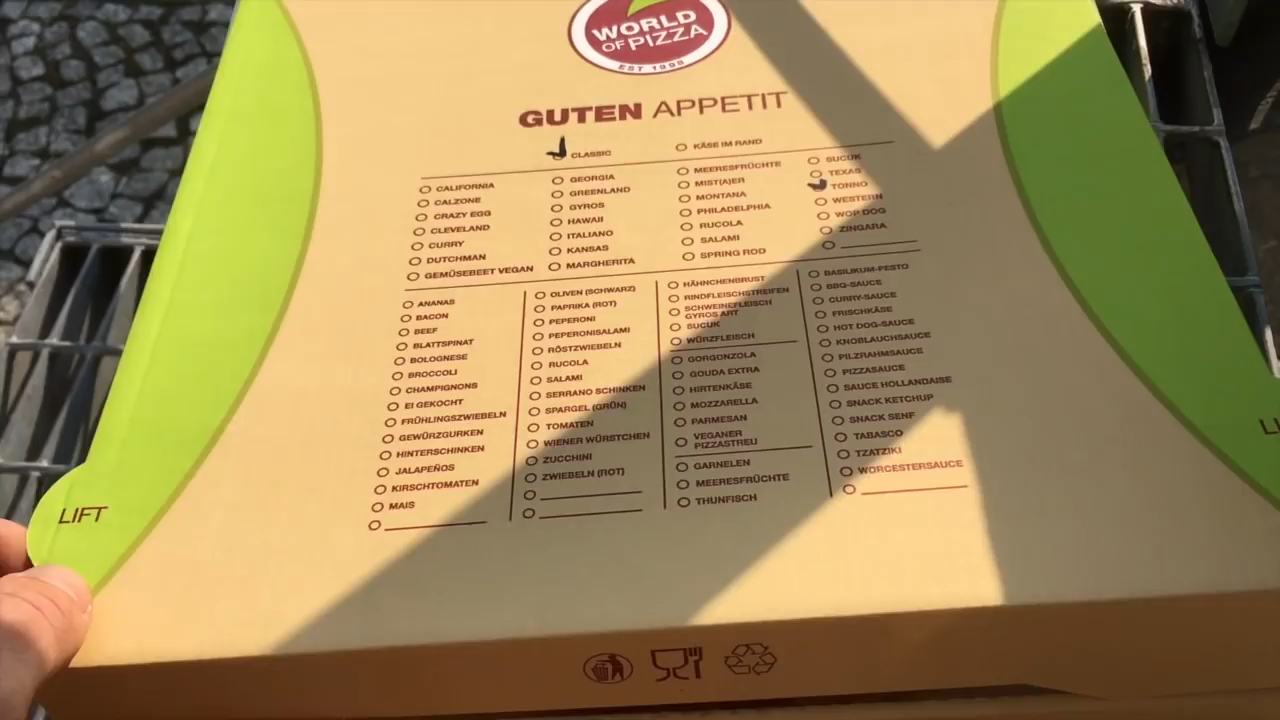 WORLD
OF PIZZA
EST 1998
GUTEN APPETIT
CLASSIC
KÄSE IM RAND
CALIFORNIA
CALZONE
CRAZY EGG
CLEVELAND
CURRY
DUTCHMAN
GEMÜSEBEET VEGAN
GEORGIA
GREENLAND
GYROS
HAWAII
ITALIANO
KANSAS
MARGHERITA
MEERESFRÜCHTE
MIST(A)ER
MONTANA
PHILADELPHIA
RUCOLA
SALAMI
SPRING ROD
SUCUK
TEXAS
TONNO
WESTERN
WOP DOG
ZINGARA
ANANAS
BACON
BEEF
BLATTSPINAT
BOLOGNESE
BROCCOLI
CHAMPIGNONS
EI GEKOCHT
FRÜHLINGSZWIEBELN
GEWÜRZGURKEN
HINTERSCHINKEN
JALAPEÑOS
KIRSCHTOMATEN
MAIS
OLIVEN (SCHWARZ)
PAPRIKA (ROT)
PEPERONI
PEPERONISALAMI
RÖSTZWIEBELN
RUCOLA
SALAMI
SERRANO SCHINKEN
SPARGEL (GRÜN)
TOMATEN
WIENER WÜRSTCHEN
ZUCCHINI
ZWIEBELN (ROT)
HÄHNCHENBRUST
RINDFLEISCHSTREIFEN
SCHWEINEFLEISCH
GYROS ART
SUCUK
WÜRZFLEISCH
GORGONZOLA
GOUDA EXTRA
HIRTENKÄSE
MOZZARELLA
PARMESAN
VEGANER
PIZZASTREU
GARNELEN
MEERESFRÜCHTE
THUNFISCH
BASILIKUM-PESTO
BBQ-SAUCE
CURRY-SAUCE
FRISCHKÄSE
HOT DOG-SAUCE
KNOBLAUCHSAUCE
PILZRAHMSAUCE
PIZZASAUCE
SAUCE HOLLANDAISE
SNACK KETCHUP
SNACK SENF
TABASCO
TZATZIKI
WORCESTERSAUCE
LIFT